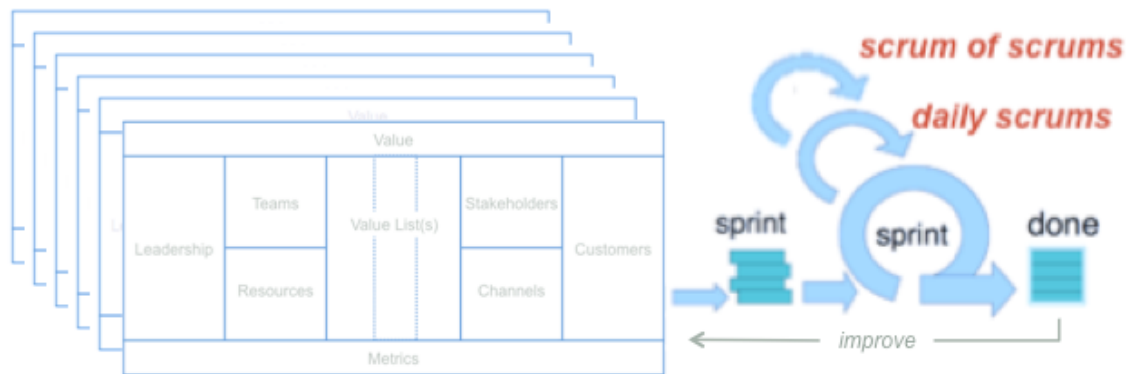 scrum of scrums
daily scrums
Value
Value
Leadership
Teams
Resources
Value List(s)
Stakeholders
Channels
Customers
Metrics
sprint
sprint
done
improve